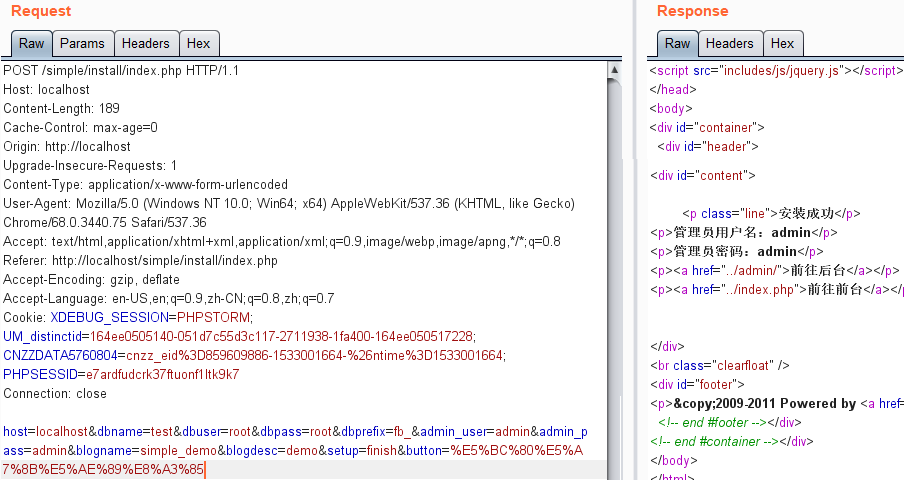 Request
Raw
Params
Headers
Hex
POST /simple/install/index.php HTTP/1.1
Host: localhost
Content-Length: 189
Cache-Control: max-age=0
Origin: http://localhost
Upgrade-Insecure-Requests: 1
Content-Type: application/x-www-form-urlencoded
User-Agent: Mozilla/5.0 (Windows NT 10.0; Win64; x64) AppleWebKit/537.36 (KHTML, like Gecko)
Chrome/68.0.3440.75 Safari/537.36
Accept: text/html,application/xhtml+xml,application/xml;q=0.9,image/webp,image/apng,*/*;q=0.8
Referer: http://localhost/simple/install/index.php
Accept-Encoding: gzip, deflate
Accept-Language: en-US,en;q=0.9,zh-CN;q=0.8,zh;q=0.7
Cookie: XDEBUG_SESSION=PHPSTORM;
UM_distinctid=164ee0505140-051d7c55d3c117-2711938-1fa400-164ee050517228;
CNZZDATA5760804=cnzz_eid%3D859609886-1533001664-%26ntime%3D1533001664;
PHPSESSID=e7ardfudcrk37ftuonf1ltk9k7
Connection: close
host=localhost&dbname=test&dbuser=root&dbpass=root&dbprefix=fb_&admin_user=admin&admin_p
ass=admin&blogname=simple_demo&blogdesc=demo&setup=finish&button=%E5%BC%80%E5%A
7%8B%E5%AE%89%E8%A3%85
Response
Raw
Headers
Hex
<script src="includes/js/jquery.js"></script>
</head>
<body>
<div id="container">
<div id="header">
<div id="content">
<p class="line">安装成功</p>
<p>管理员用户名：admin</p>
<p>管理员密码：admin</p>
<p><a href="../admin/">前往后台</a></p>
<p><a href="../index.php">前往前台</a></p
</div>
<br class="clearfloat" />
<div id="footer">
<p>&copy;2009-2011 Powered by <a href=
<!-- end #footer --></div>
<!-- end #container --></div>
</body>
</html>